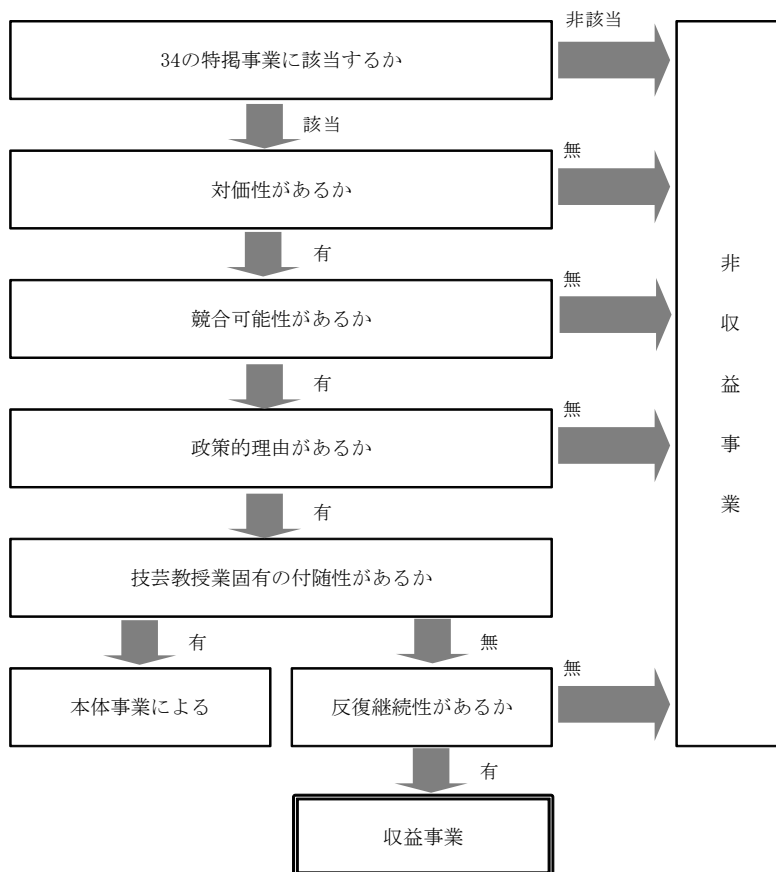 非該当
34の特掲事業に該当するか
該当
無
対価性があるか
有
無
競合可能性があるか
有
無
政策的理由があるか
有
技芸教授業固有の付随性があるか
有
無
無
本体事業による
反復継続性があるか
有
収益事業
非収益事業